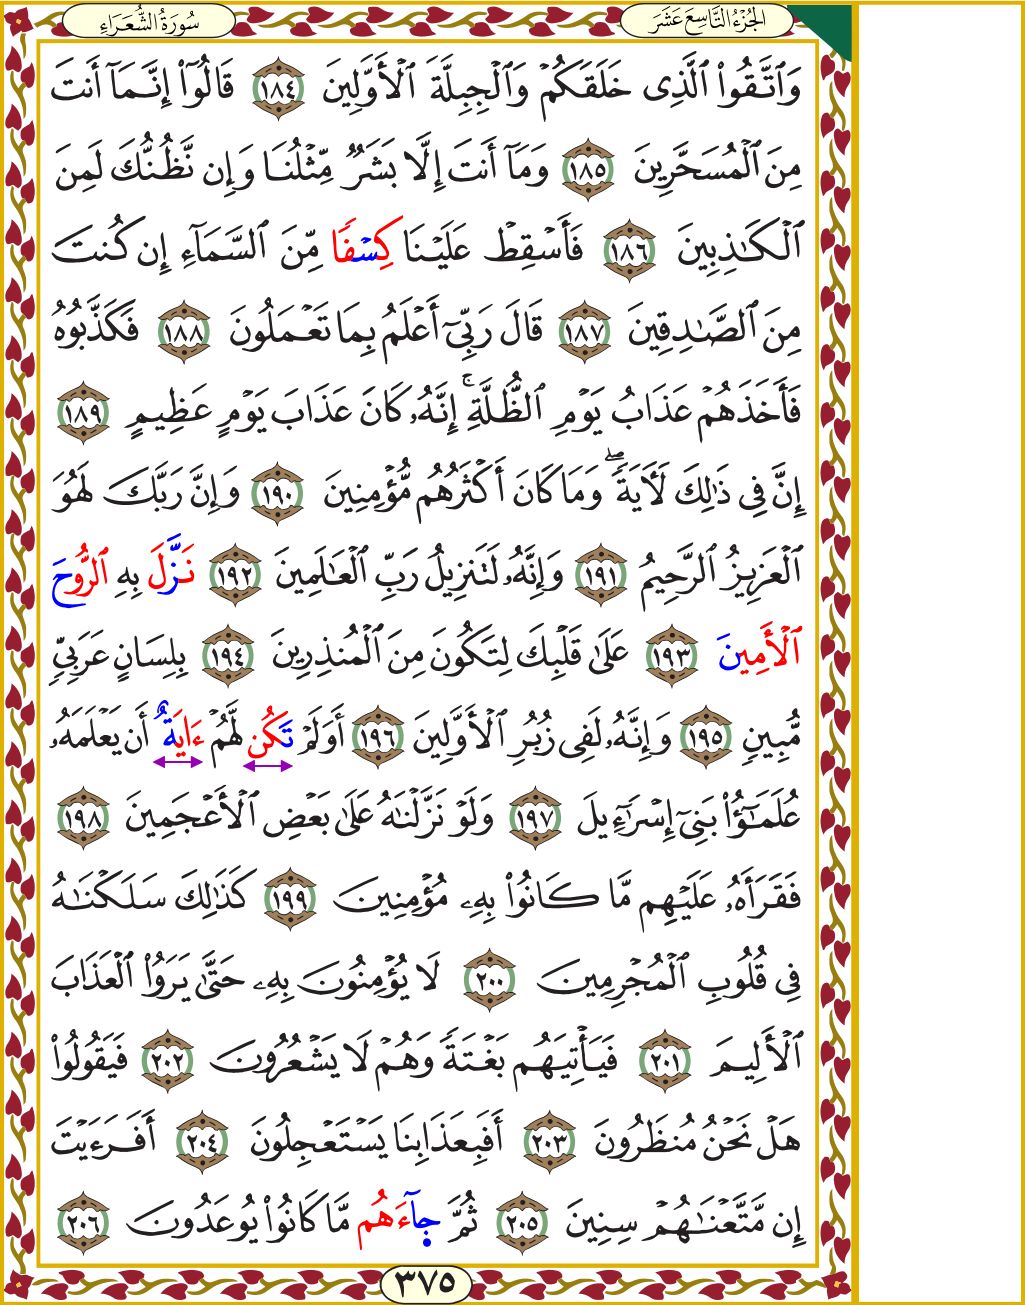 الجُزْءُ التَّاسِعَ عَشَرَ
سُورَةُ الشُّعَرَاءِ
وَٱتَّقُوا۟ ٱلَّذِى خَلَقَكُمْ وَٱلْجِبِلَّةَ ٱلْأَوَّلِينَ ١٨٤ قَالُوٓا۟ إِنَّمَآ أَنتَ
مِنَ ٱلْمُسَحَّرِينَ ١٨٥ وَمَآ أَنتَ إِلَّا بَشَرٌ مِّثْلُنَا وَإِن نَّظُنُّكَ لَمِنَ
ٱلْكَـٰذِبِينَ ١٨٦ فَأَسْقِطْ عَلَيْنَا كِسْفًا مِّنَ ٱلسَّمَآءِ إِن كُنتَ
مِنَ ٱلصَّـٰدِقِينَ ١٨٧ قَالَ رَبِّىٓ أَعْلَمُ بِمَا تَعْمَلُونَ ١٨٨ فَكَذَّبُوهُ
فَأَخَذَهُمْ عَذَابُ يَوْمِ ٱلظُّلَّةِ ۚ إِنَّهُۥ كَانَ عَذَابَ يَوْمٍ عَظِيمٍ ١٨٩
إِنَّ فِى ذَٰلِكَ لَـَٔايَةً ۖ وَمَا كَانَ أَكْثَرُهُم مُّؤْمِنِينَ ١٩٠ وَإِنَّ رَبَّكَ لَهُوَ
ٱلْعَزِيزُ ٱلرَّحِيمُ ١٩١ وَإِنَّهُۥ لَتَنزِيلُ رَبِّ ٱلْعَـٰلَمِينَ ١٩٢ نَزَّلَ بِهِ ٱلرُّوحَ
ٱلْأَمِينَ ١٩٣ عَلَىٰ قَلْبِكَ لِتَكُونَ مِنَ ٱلْمُنذِرِينَ ١٩٤ بِلِسَانٍ عَرَبِىٍّ
مُّبِينٍ ١٩٥ وَإِنَّهُۥ لَفِى زُبُرِ ٱلْأَوَّلِينَ ١٩٦ أَوَلَمْ تَكُن لَّهُمْ ءَايَةٌ أَن يَعْلَمَهُۥ
عُلَمَـٰٓؤُا۟ بَنِىٓ إِسْرَـٰٓءِيلَ ١٩٧ وَلَوْ نَزَّلْنَـٰهُ عَلَىٰ بَعْضِ ٱلْأَعْجَمِينَ ١٩٨
فَقَرَأَهُۥ عَلَيْهِم مَّا كَانُوا۟ بِهِۦ مُؤْمِنِينَ ١٩٩ كَذَٰلِكَ سَلَكْنَـٰهُ
فِى قُلُوبِ ٱلْمُجْرِمِينَ ٢٠٠ لَا يُؤْمِنُونَ بِهِۦ حَتَّىٰ يَرَوُا۟ ٱلْعَذَابَ
ٱلْأَلِيمَ ٢٠١ فَيَأْتِيَهُم بَغْتَةً وَهُمْ لَا يَشْعُرُونَ ٢٠٢ فَيَقُولُوا۟
هَلْ نَحْنُ مُنظَرُونَ ٢٠٣ أَفَبِعَذَابِنَا يَسْتَعْجِلُونَ ٢٠٤ أَفَرَءَيْتَ
إِن مَّتَّعْنَـٰهُمْ سِنِينَ ٢٠٥ ثُمَّ جَآءَهُم مَّا كَانُوا۟ يُوعَدُونَ ٢٠٦
٣٧٥